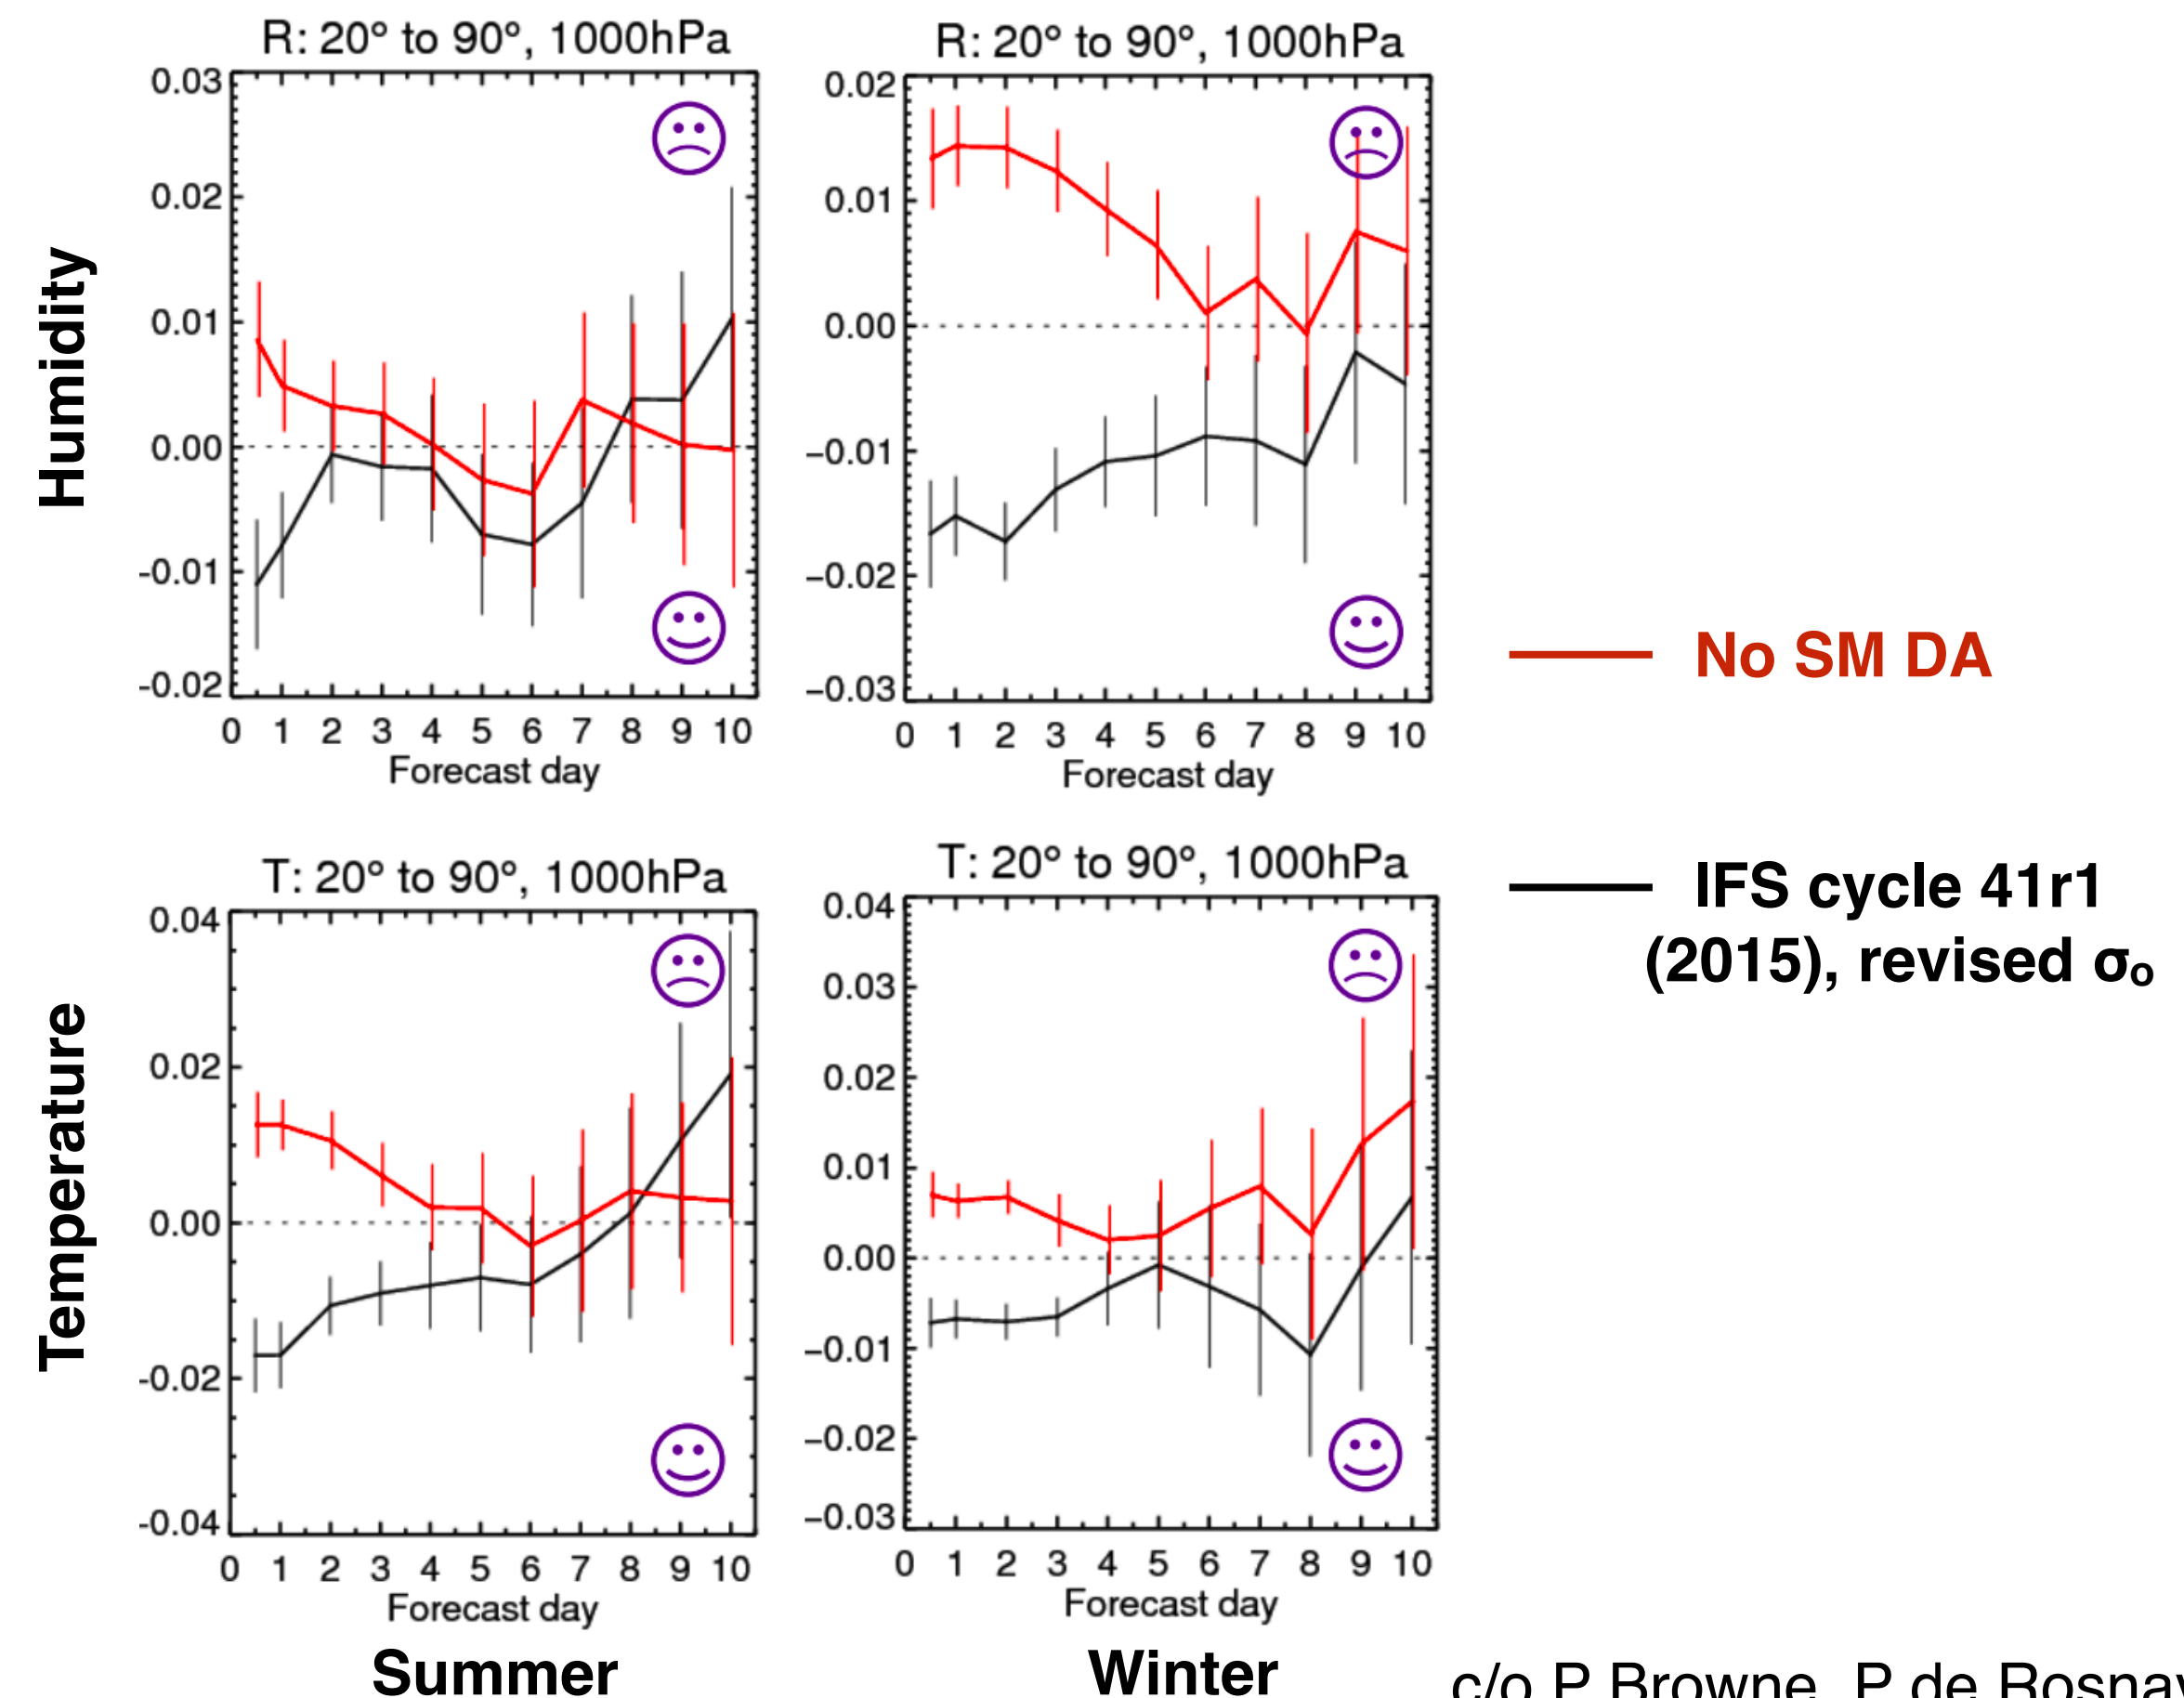 R: 20° to 90°, 1000hPa
0.03
0.02
0.01
0.00
-0.01
-0.02
0 1 2 3 4 5 6 7 8 9 10
Forecast day
R: 20° to 90°, 1000hPa
0.02
0.01
0.00
−0.01
−0.02
−0.03
0 1 2 3 4 5 6 7 8 9 10
Forecast day
Humidity
No SM DA
IFS cycle 41r1
(2015), revised σₒ
T: 20° to 90°, 1000hPa
0.04
0.02
0.00
-0.02
-0.04
0 1 2 3 4 5 6 7 8 9 10
Forecast day
T: 20° to 90°, 1000hPa
0.04
0.03
0.02
0.01
0.00
−0.01
−0.02
−0.03
0 1 2 3 4 5 6 7 8 9 10
Forecast day
Temperature
Summer
Winter
c/o P Browne, P de Rosnay